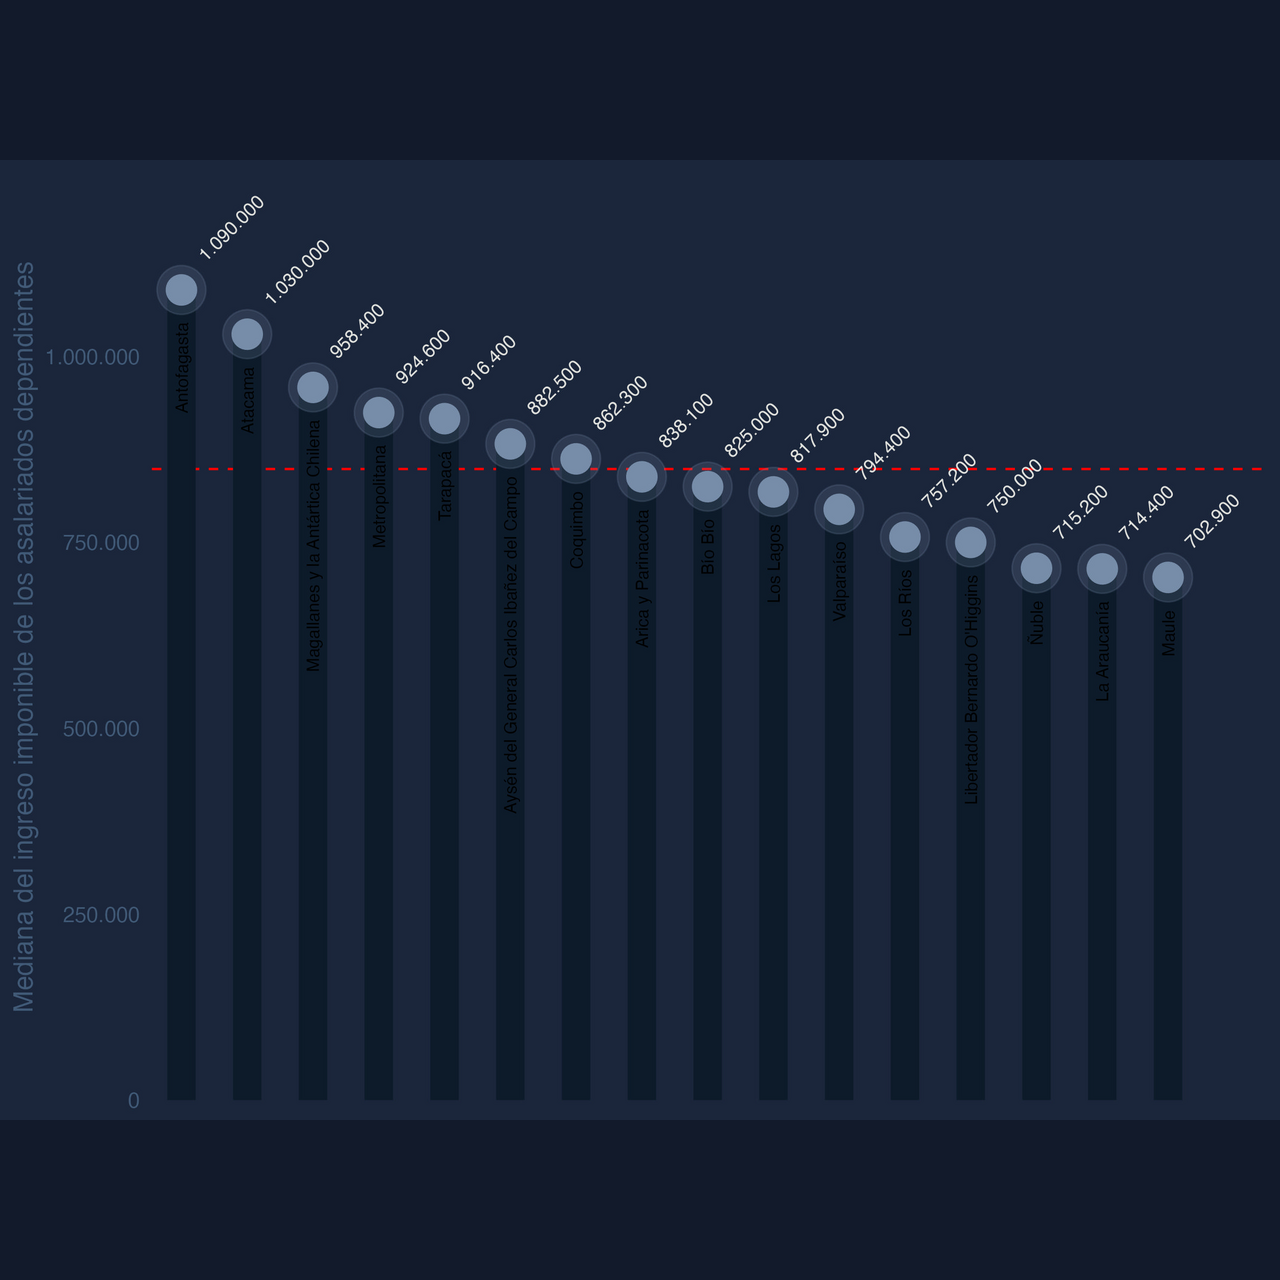 Mediana del ingreso imponible de los asalariados dependientes
1.000.000
750.000
500.000
250.000
0
1.090.000
1.030.000
958.400
924.600
916.400
882.500
862.300
838.100
825.000
817.900
794.400
757.200
750.000
715.200
714.400
702.900
Antofagasta
Atacama
Magallanes y la Antártica Chilena
Metropolitana
Tarapacá
Aysén del General Carlos Ibañez del Campo
Coquimbo
Arica y Parinacota
Bío Bío
Los Lagos
Valparaíso
Los Ríos
Libertador Bernardo O'Higgins
Ñuble
La Araucanía
Maule